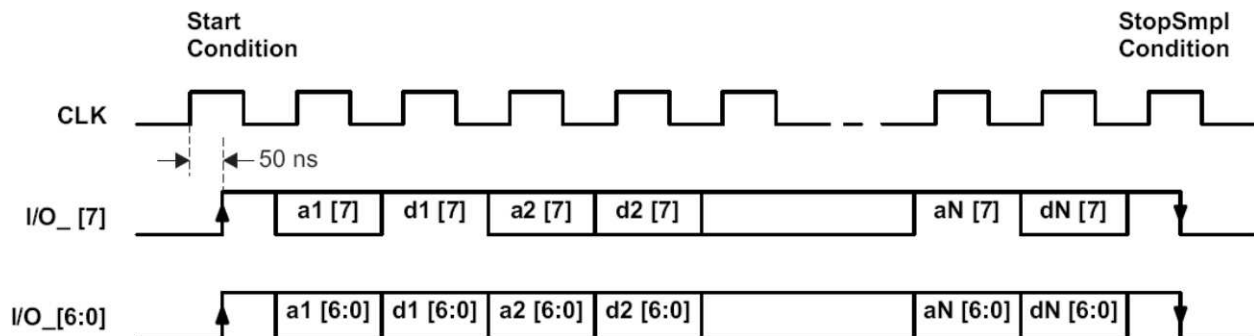 Start
Condition
StopSmpl
Condition
CLK
50 ns
I/O_ [7]
a1 [7] d1 [7] a2 [7] d2 [7] aN [7] dN [7]
I/O_[6:0]
a1 [6:0] d1 [6:0] a2 [6:0] d2 [6:0] aN [6:0] dN [6:0]